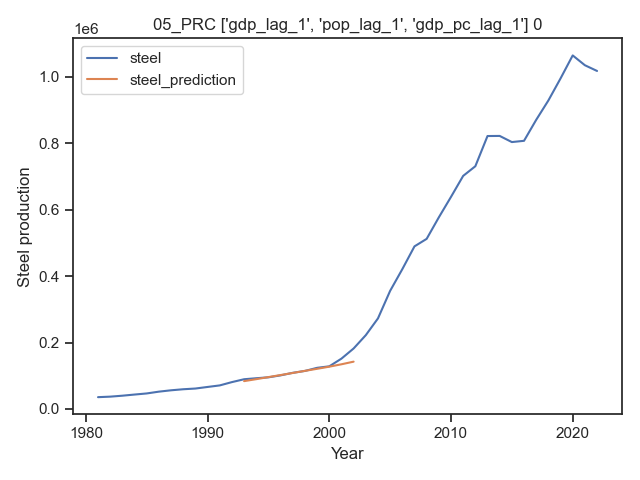 05_PRC ['gdp_lag_1', 'pop_lag_1', 'gdp_pc_lag_1'] 0
1e6
steel
steel_prediction
1.0
0.8
0.6
0.4
0.2
0.0
Steel production
1980
1990
2000
2010
2020
Year